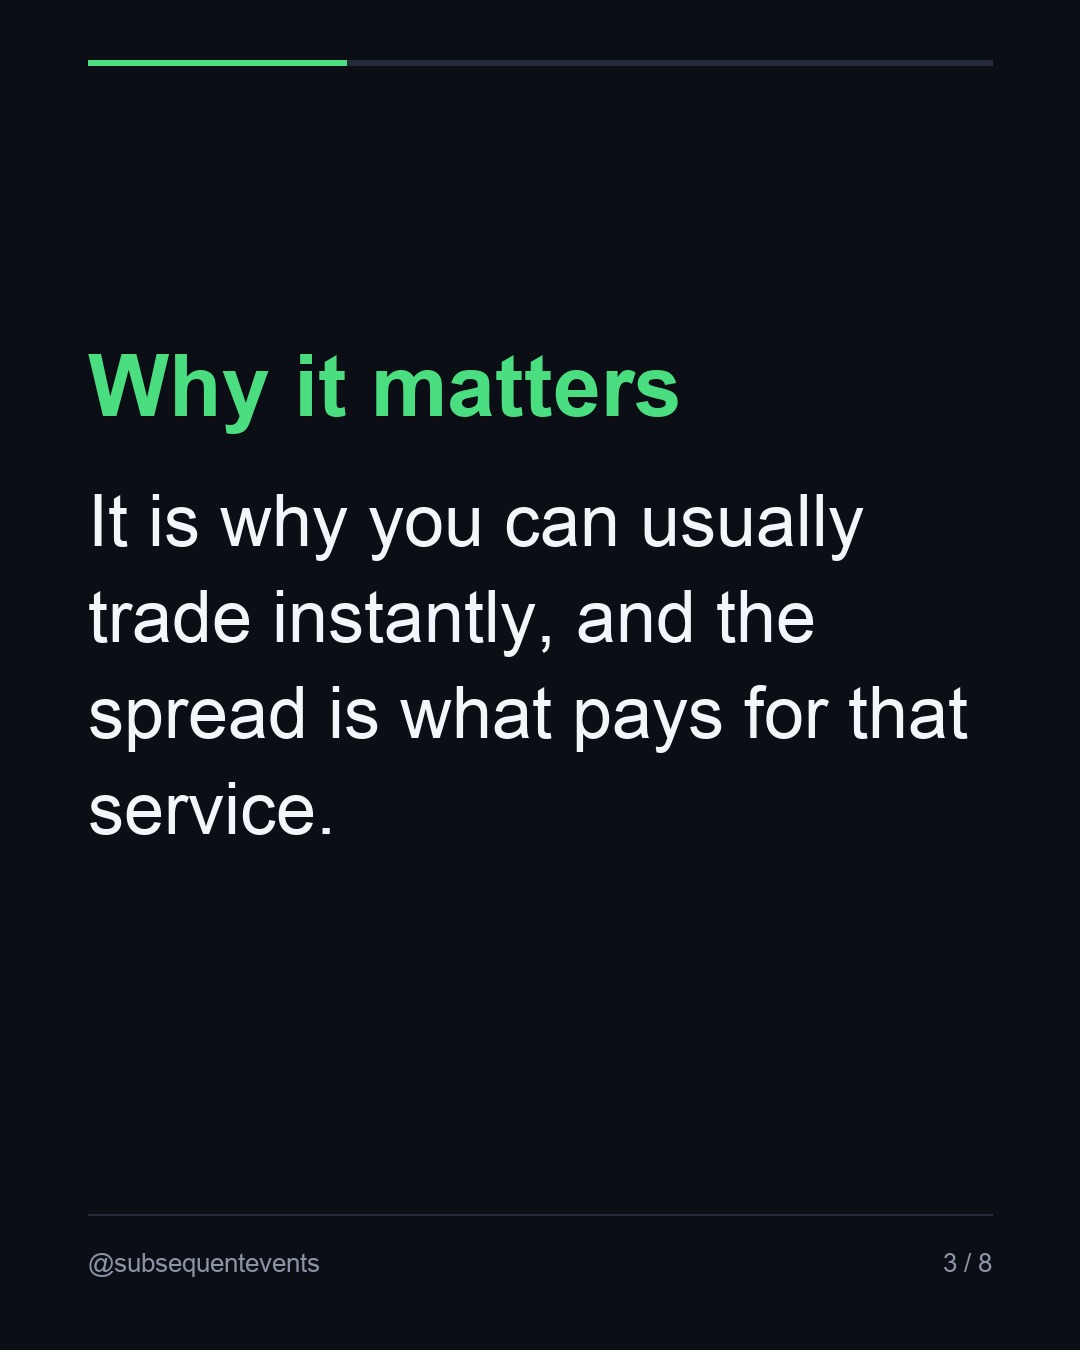 Why it matters
It is why you can usually
trade instantly, and the
spread is what pays for that
service.
@subsequentevents
3 / 8